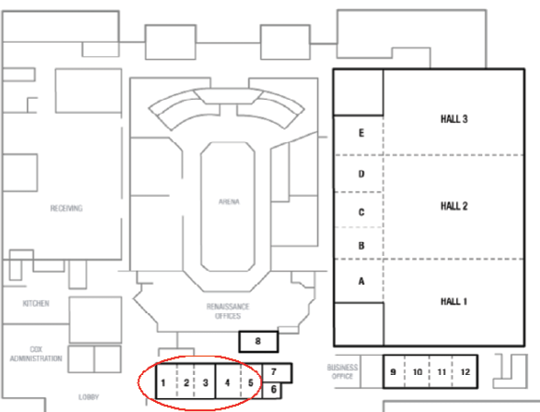 E
HALL 3
D
ARENA
C
HALL 2
RECEIVING
B
A
KITCHEN
RENAISSANCE
OFFICES
HALL 1
8
COX
ADMINISTRATION
LOBBY
1
2
3
4
5
7
6
BUSINESS
OFFICE
9
10
11
12